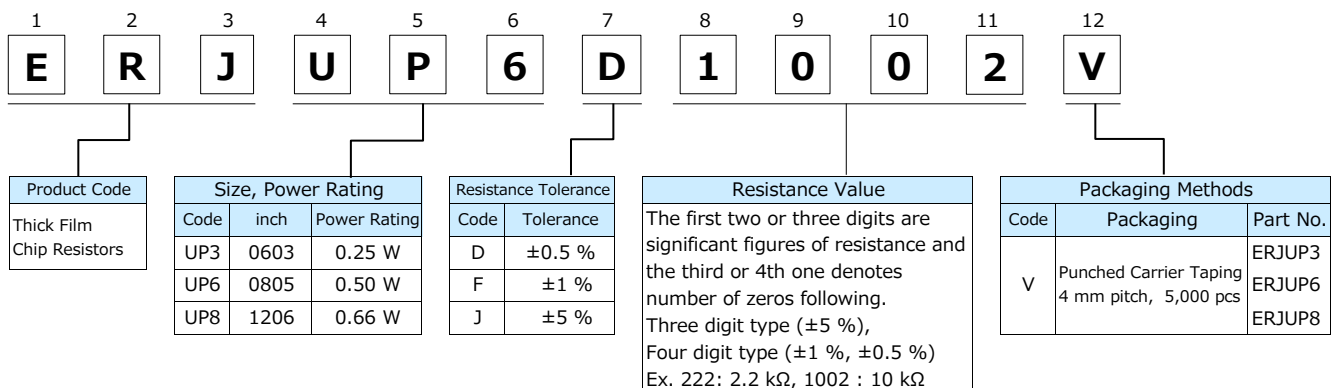 1 2 3 4 5 6 7 8 9 10 11 12
E R J U P 6 D 1 0 0 2 V
Product Code
Thick Film
Chip Resistors
Size, Power Rating
Code inch Power Rating
UP3 0603 0.25 W
UP6 0805 0.50 W
UP8 1206 0.66 W
Resistance Tolerance
Code Tolerance
D ±0.5 %
F ±1 %
J ±5 %
Resistance Value
The first two or three digits are
significant figures of resistance and
the third or 4th one denotes
number of zeros following.
Three digit type (±5 %),
Four digit type (±1 %, ±0.5 %)
Ex. 222: 2.2 kΩ, 1002 : 10 kΩ
Packaging Methods
Code Packaging Part No.
V
Punched Carrier Taping
4 mm pitch, 5,000 pcs
ERJUP3
ERJUP6
ERJUP8